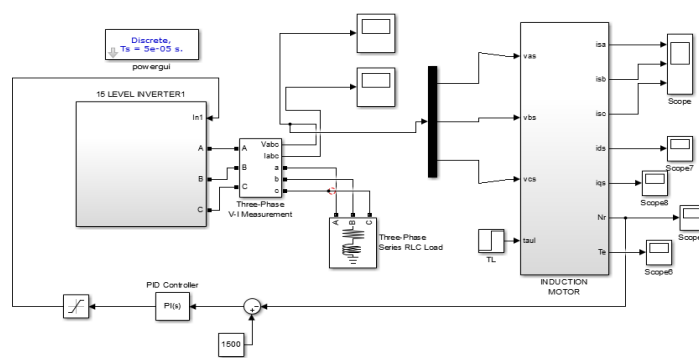 Discrete,
Ts = 5e-05 s.
powergui
15 LEVEL INVERTER1
In1
A
B
C
A
B
C
Vabc
Iabc
a
b
c
Three-Phase
V-I Measurement
A
B
C
Three-Phase
Series RLC Load
vas
vbs
vcs
taul
TL
isa
isb
isc
ids
iqs
Nr
Te
INDUCTION
MOTOR
Scope
Scope7
Scope8
Scope6
PID Controller
PI(s)
1500